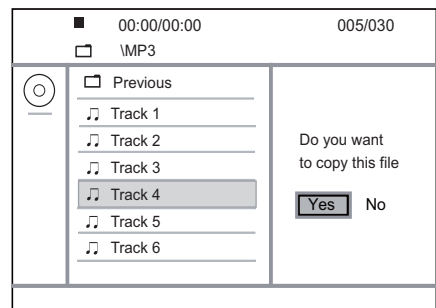 00:00/00:00 005/030
\MP3
Previous
Track 1
Track 2
Track 3
Track 4
Track 5
Track 6
Do you want
to copy this file
Yes No